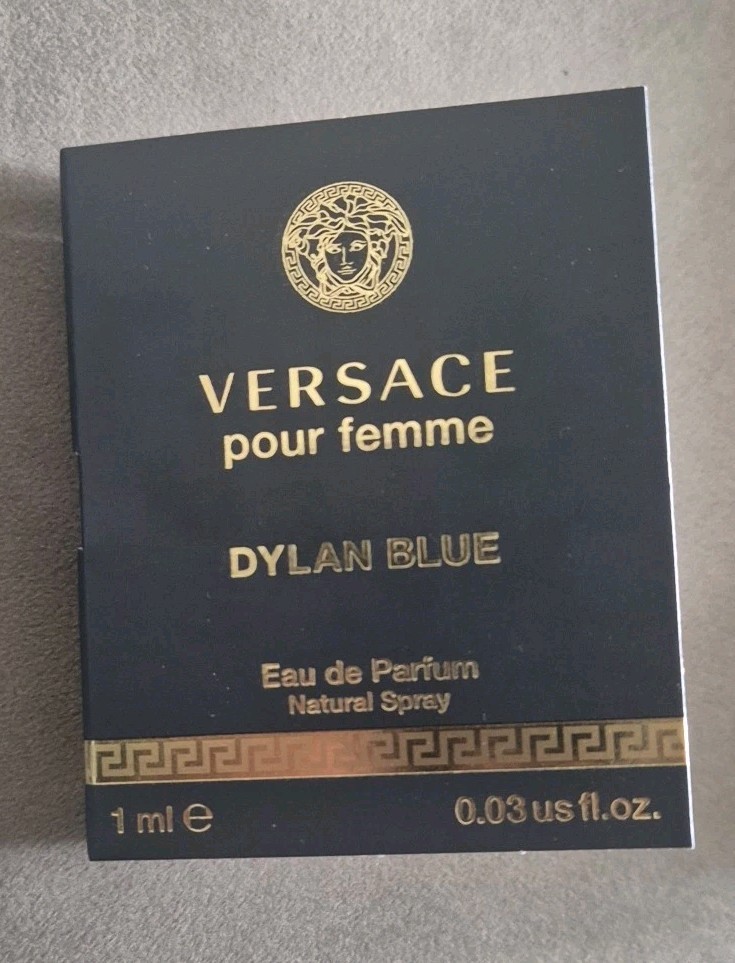 VERSACE
pour femme
DYLAN BLUE
Eau de Parfum
Natural Spray
1 ml ℮
0.03 us fl.oz.